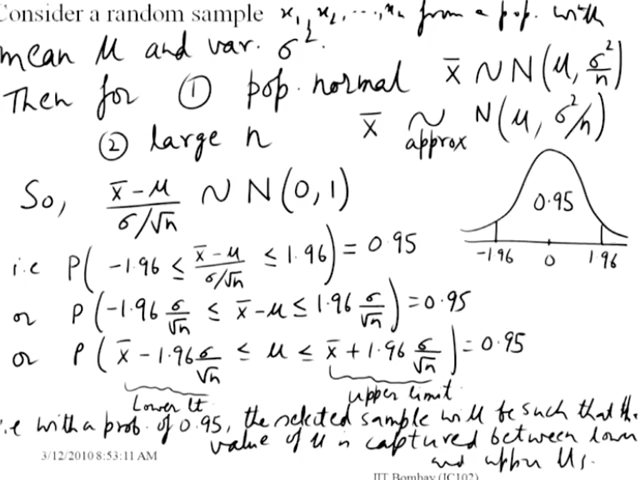 Consider a random sample x₁, x₂, ..., xₙ from a pop. with
mean μ and var. σ².
Then for ① pop. normal x̄ ~ N(μ, σ²/n)
② large n x̄ ~ approx N(μ, σ²/n)
So, (x̄ - μ)/(σ/√n) ~ N(0, 1)
0.95
-1.96 0 1.96
i.e P(-1.96 ≤ (x̄ - μ)/(σ/√n) ≤ 1.96) = 0.95
or P(-1.96 σ/√n ≤ x̄ - μ ≤ 1.96 σ/√n) = 0.95
or P(x̄ - 1.96 σ/√n ≤ μ ≤ x̄ + 1.96 σ/√n) = 0.95
Lower lt upper limit
i.e with a prob. of 0.95, the selected sample will be such that the
value of μ is captured between lower
and upper lts.
3/12/2010 8:53:11 AM
IIT Bombay (IC102)